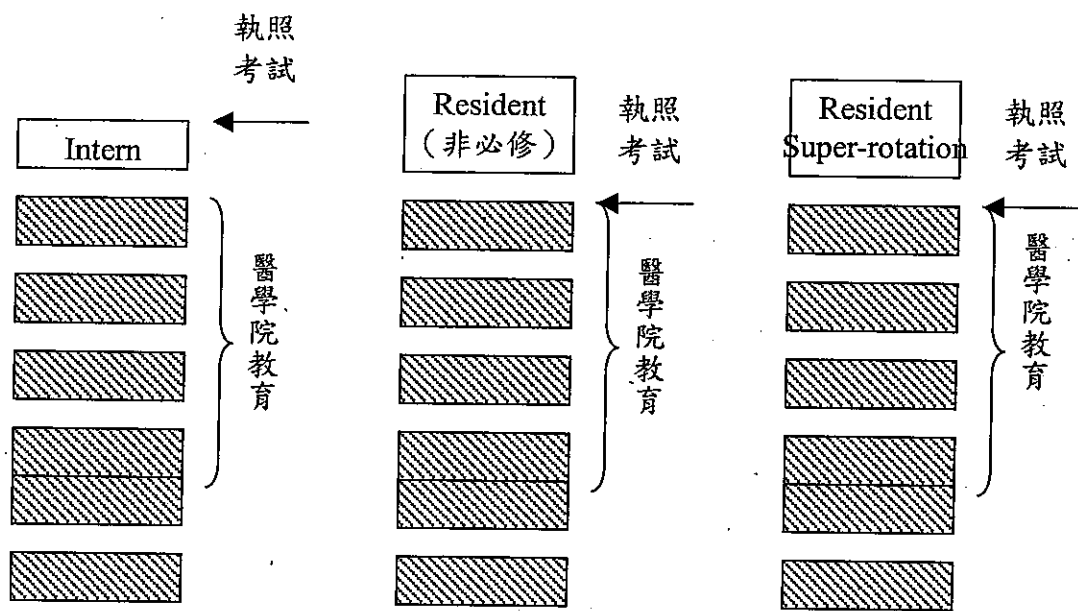 執照
考試
Intern
醫學院教育
Resident
（非必修）
執照
考試
醫學院教育
Resident
Super-rotation
執照
考試
醫學院教育